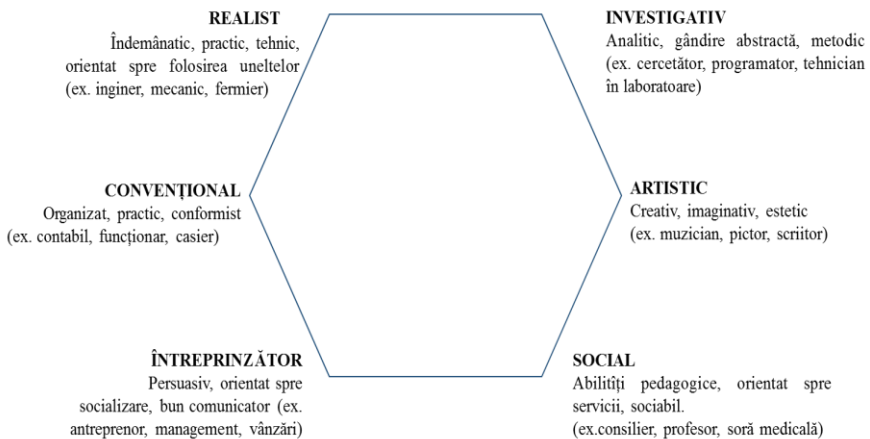 REALIST
Îndemânatic, practic, tehnic,
orientat spre folosirea uneltelor
(ex. inginer, mecanic, fermier)
INVESTIGATIV
Analitic, gândire abstractă, metodic
(ex. cercetător, programator, tehnician
în laboratoare)
CONVENȚIONAL
Organizat, practic, conformist
(ex. contabil, funcționar, casier)
ARTISTIC
Creativ, imaginativ, estetic
(ex. muzician, pictor, scriitor)
ÎNTREPRINZĂTOR
Persuasiv, orientat spre
socializare, bun comunicator (ex.
antreprenor, management, vânzări)
SOCIAL
Abilitîți pedagogice, orientat spre
servicii, sociabil.
(ex.consilier, profesor, soră medicală)